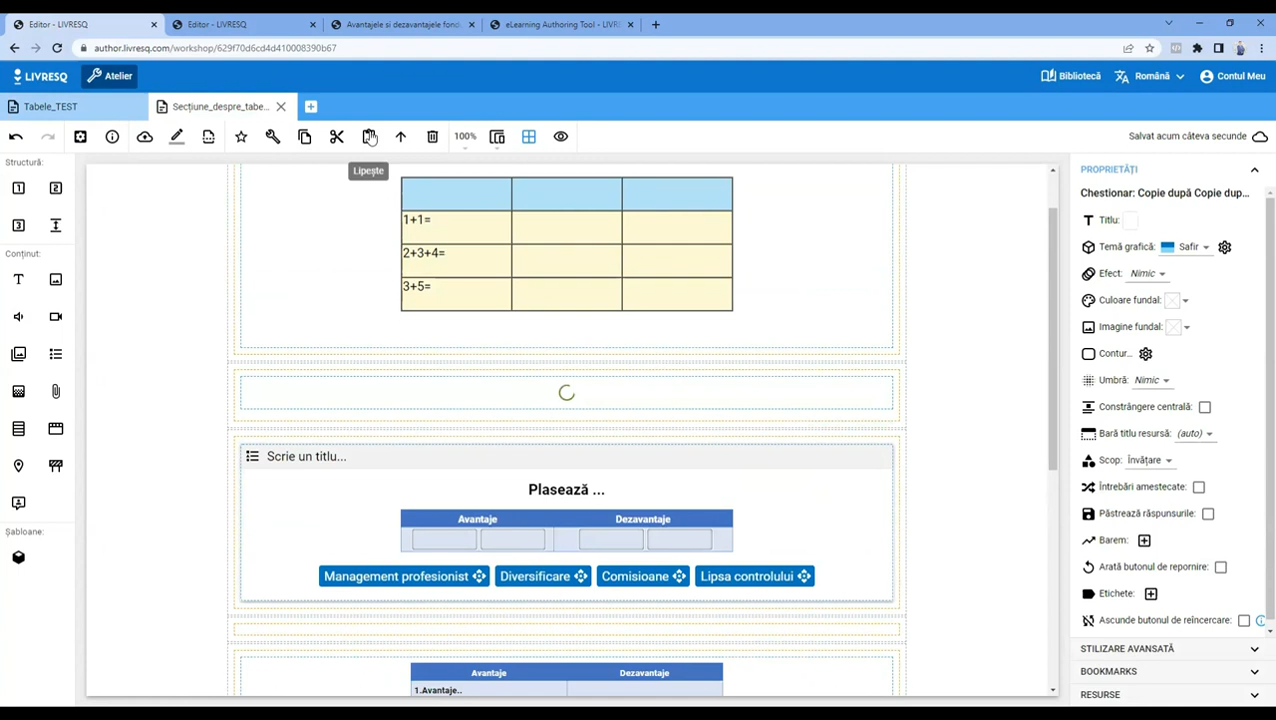 Editor - LIVRESQ
Editor - LIVRESQ
Avantajele si dezavantajele fond
eLearning Authoring Tool - LIVR
author.livresq.com/workshop/629f70d6cd4d410008390b67
LIVRESQ
Atelier
Bibliotecă
Română
Contul Meu
Tabele_TEST
Secțiune_despre_tabe...
100%
Salvat acum câteva secunde
Lipește
Structură:
1
2
3
Conținut:
Șabloane:
1+1=
2+3+4=
3+5=
Scrie un titlu...
Plasează ...
Avantaje
Dezavantaje
Management profesionist
Diversificare
Comisioane
Lipsa controlului
Avantaje
Dezavantaje
1.Avantaje..
PROPRIETĂȚI
Chestionar: Copie după Copie dup...
Titlu:
Temă grafică: Safir
Efect: Nimic
Culoare fundal:
Imagine fundal:
Contur...
Umbră: Nimic
Constrângere centrală:
Bară titlu resursă: (auto)
Scop: Învățare
Întrebări amestecate:
Păstrează răspunsurile:
Barem:
Arată butonul de repornire:
Etichete:
Ascunde butonul de reîncercare:
STILIZARE AVANSATĂ
BOOKMARKS
RESURSE